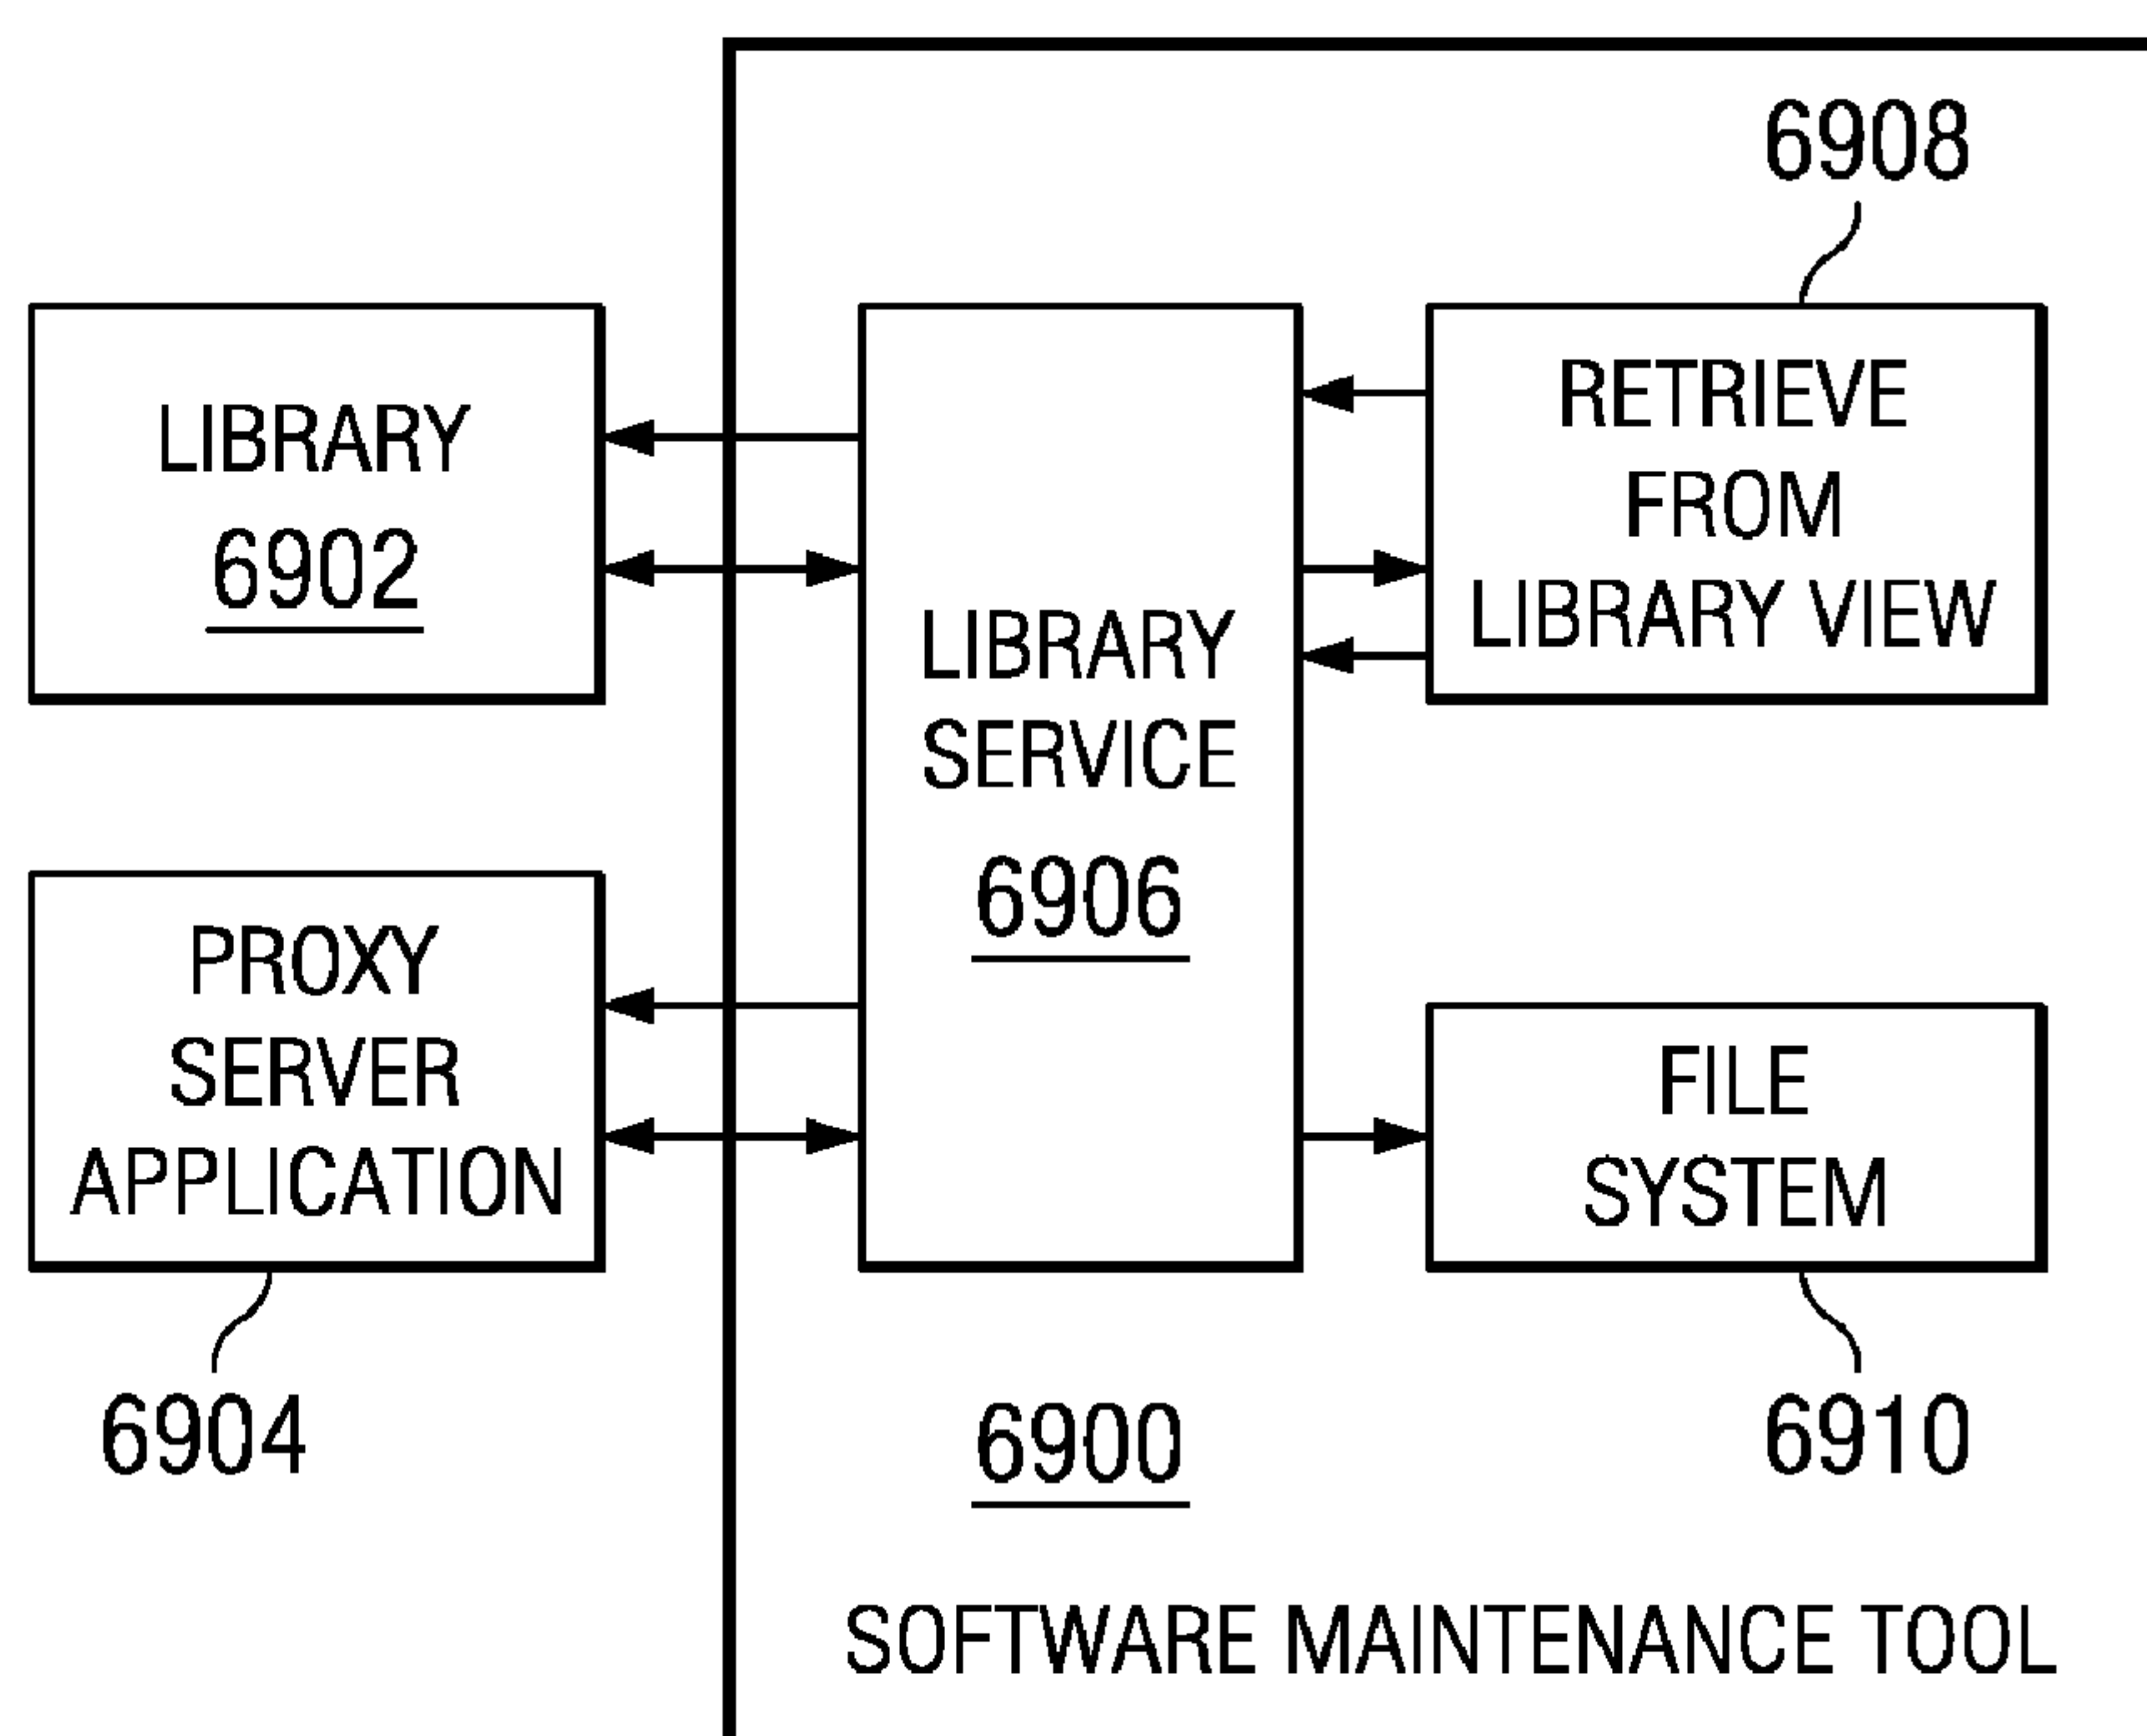 6908
LIBRARY
6902
LIBRARY
SERVICE
6906
RETRIEVE
FROM
LIBRARY VIEW
PROXY
SERVER
APPLICATION
6904
FILE
SYSTEM
6910
6900
SOFTWARE MAINTENANCE TOOL